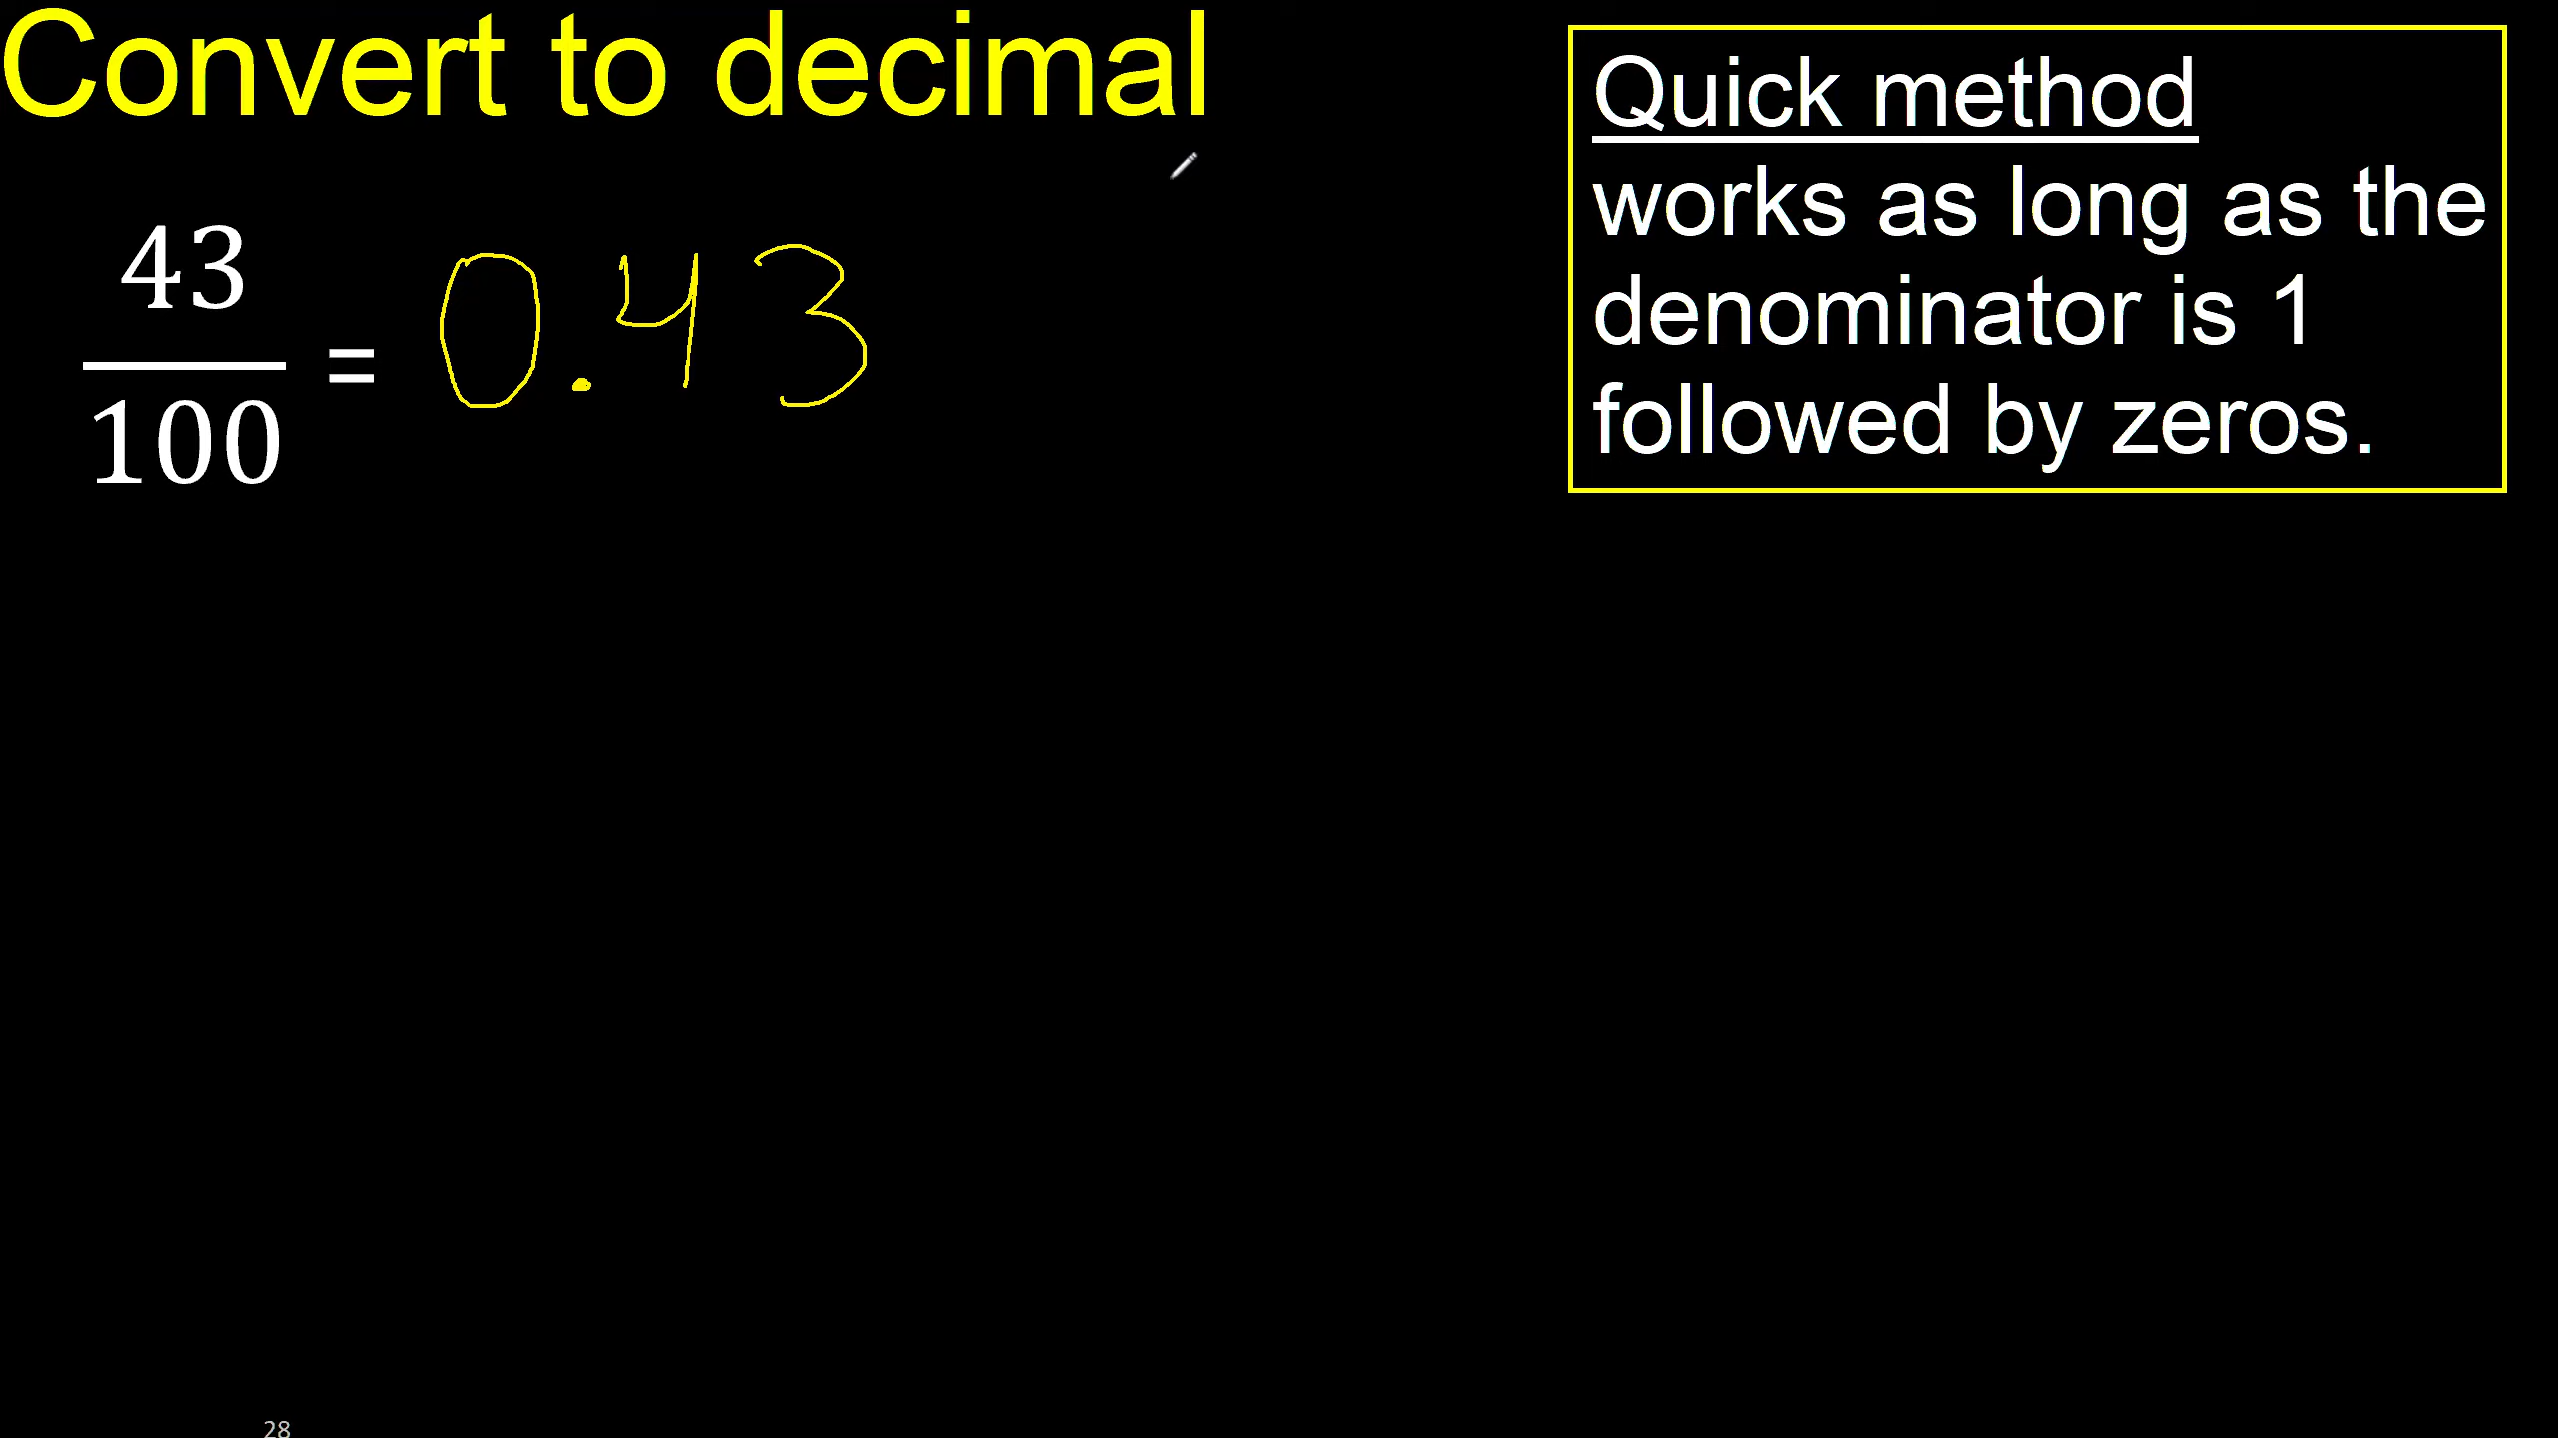 Convert to decimal
43
100
= 0.43
Quick method
works as long as the
denominator is 1
followed by zeros.
28